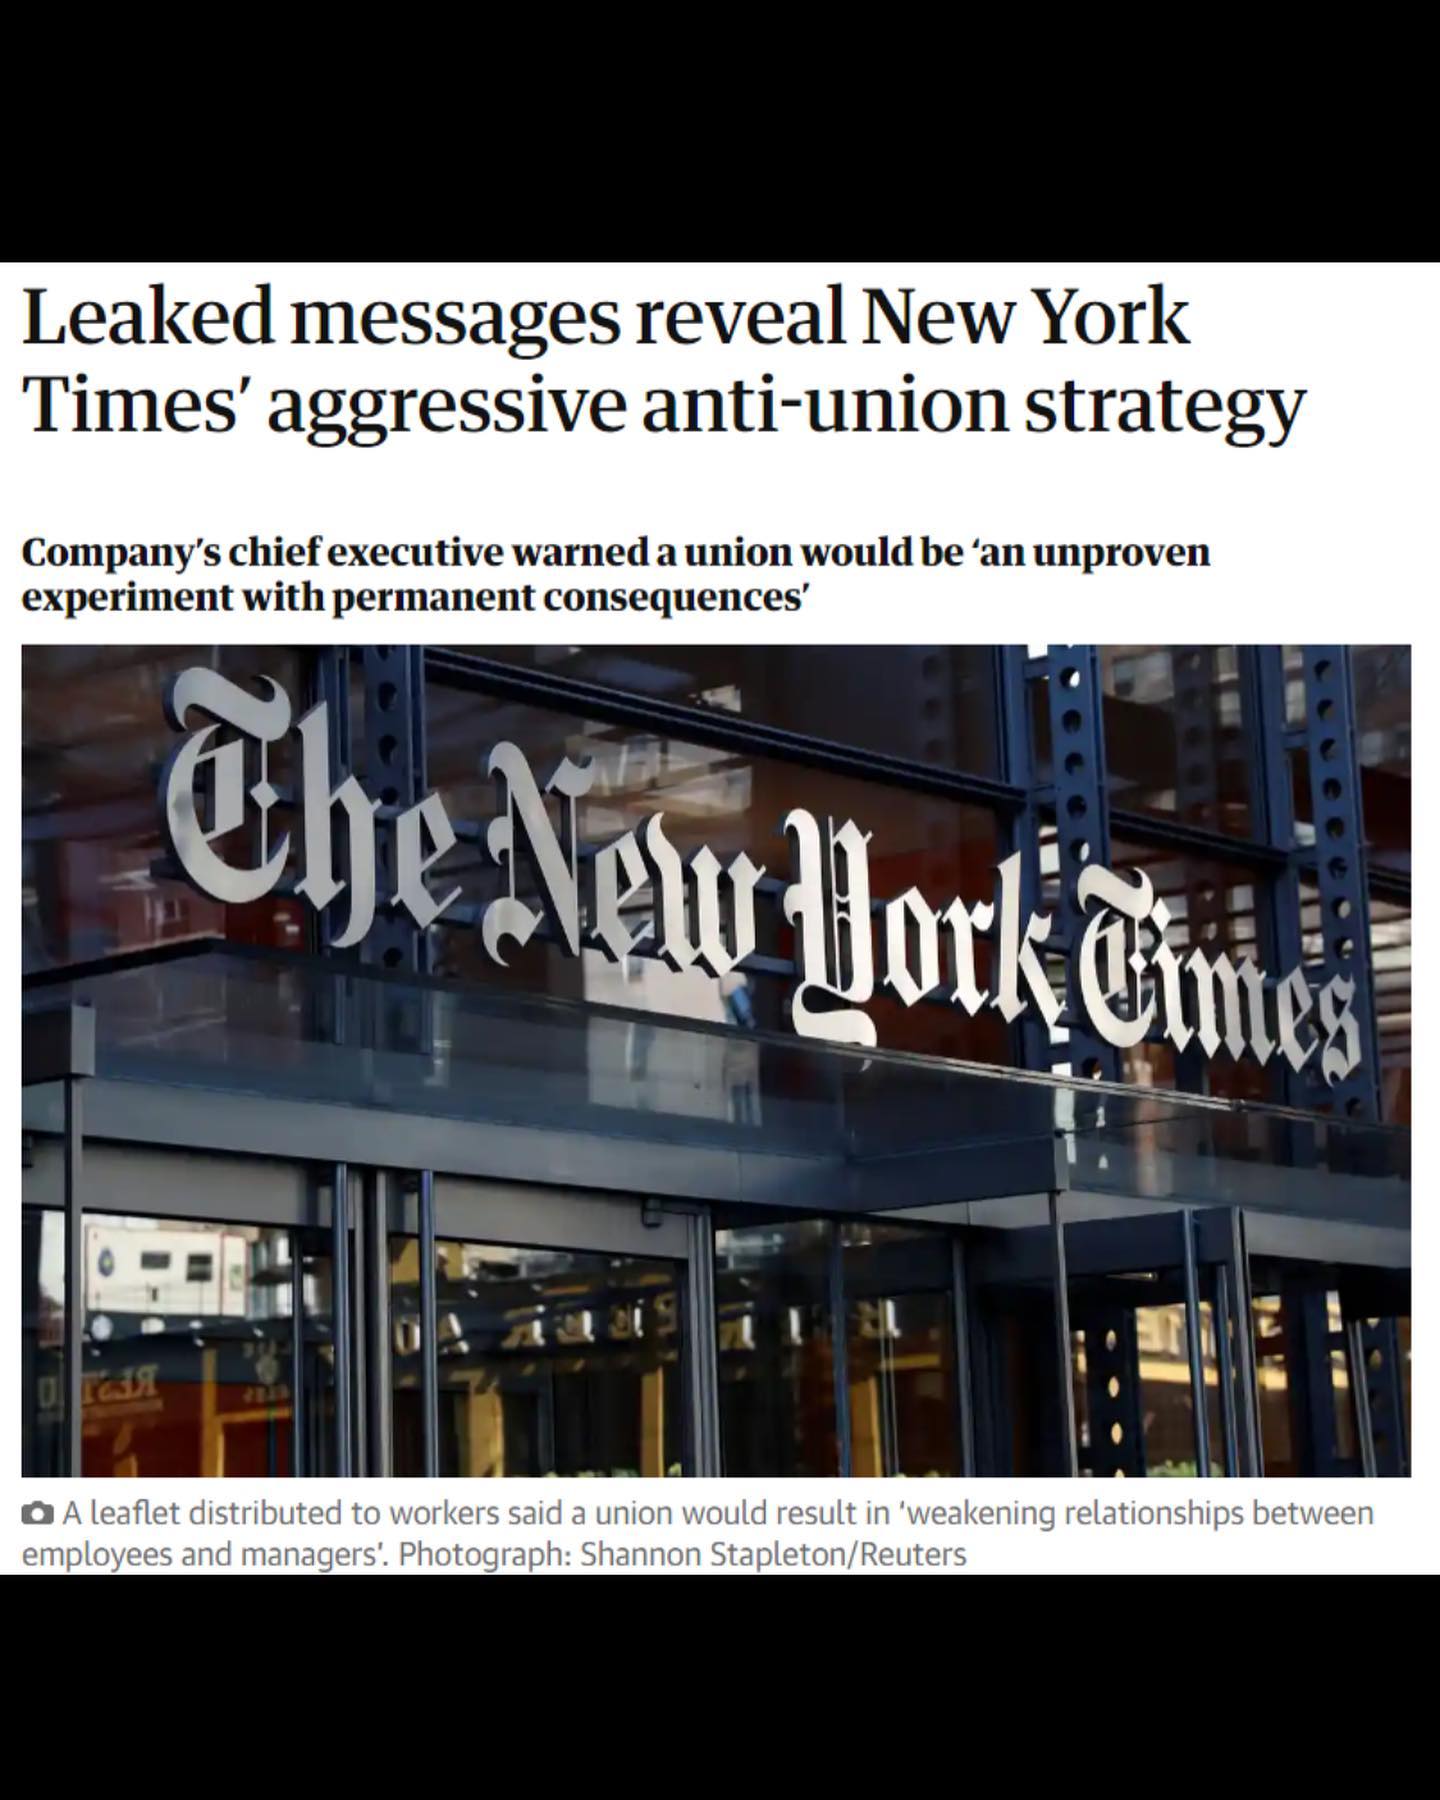 Leaked messages reveal New York
Times’ aggressive anti-union strategy
Company’s chief executive warned a union would be ‘an unproven
experiment with permanent consequences’
The New York Times
A leaflet distributed to workers said a union would result in ‘weakening relationships between
employees and managers’. Photograph: Shannon Stapleton/Reuters